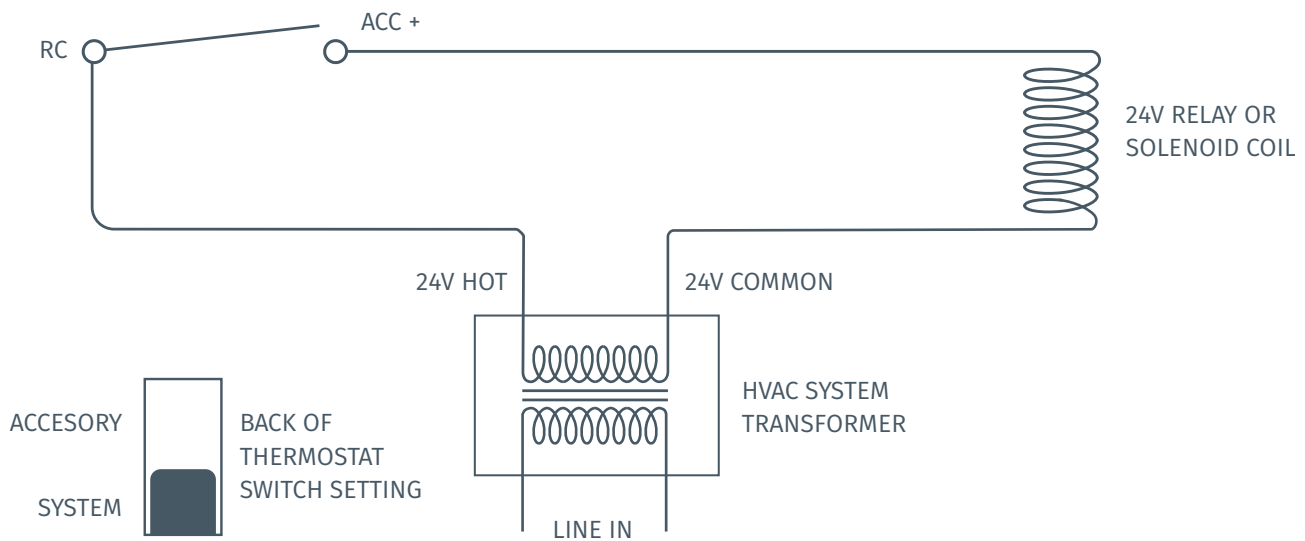 RC
ACC +
24V RELAY OR
SOLENOID COIL
24V HOT
24V COMMON
HVAC SYSTEM
TRANSFORMER
ACCESORY
BACK OF
THERMOSTAT
SWITCH SETTING
SYSTEM
LINE IN